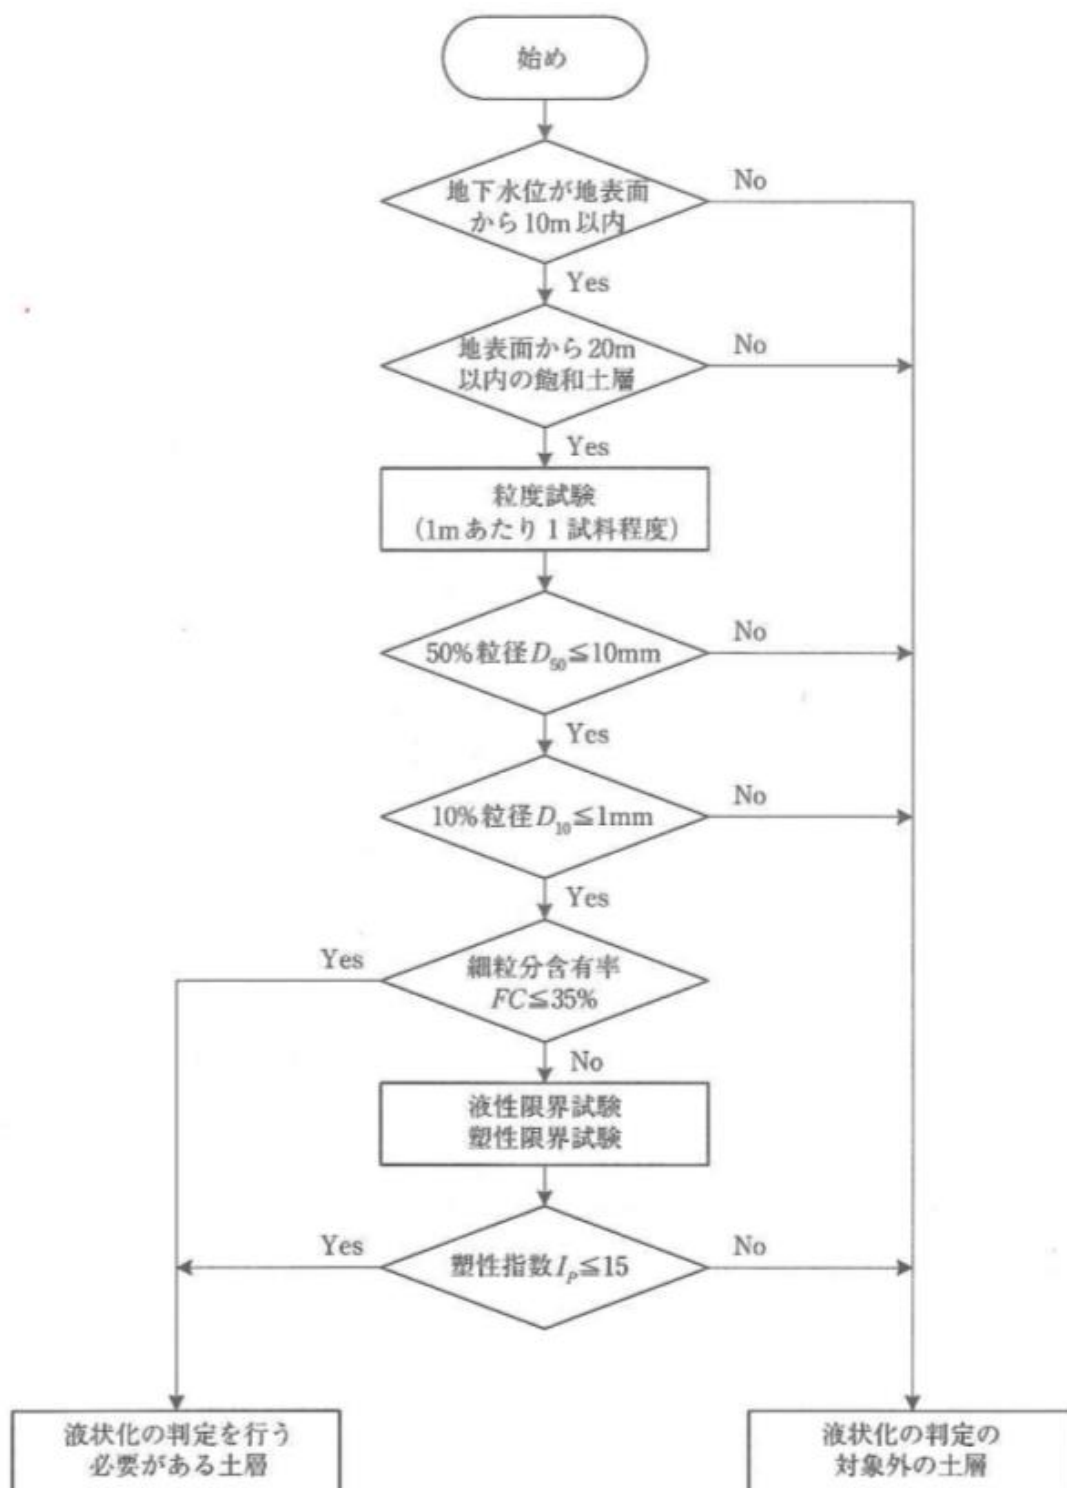 始め
地下水位が地表面
から10m以内
No
Yes
地表面から20m
以内の飽和土層
No
Yes
粒度試験
(1mあたり1試料程度)
50%粒径D₅₀≦10mm
No
Yes
10%粒径D₁₀≦1mm
No
Yes
細粒分含有率
FC≦35%
Yes
No
液性限界試験
塑性限界試験
塑性指数Iₚ≦15
Yes
No
液状化の判定を行う
必要がある土層
液状化の判定の
対象外の土層